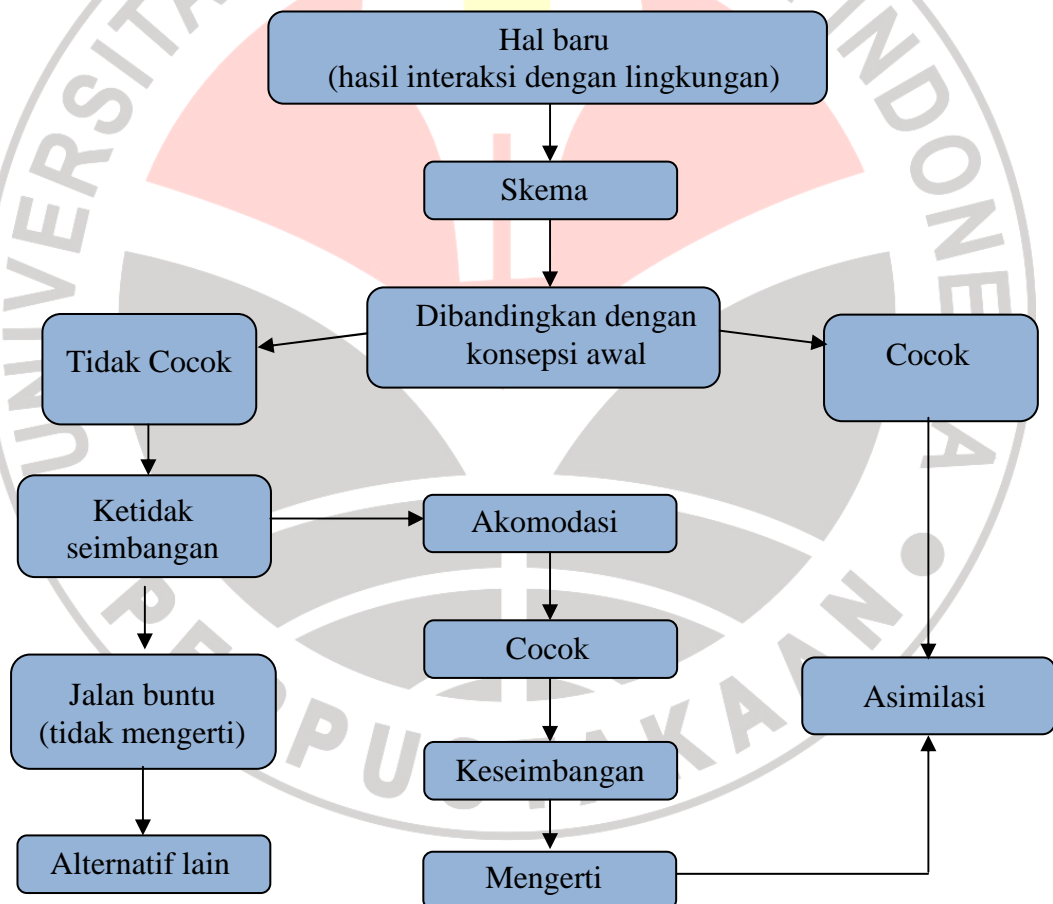 Hal baru
(hasil interaksi dengan lingkungan)
Skema
Dibandingkan dengan
konsepsi awal
Tidak Cocok
Cocok
Ketidak
seimbangan
Akomodasi
Cocok
Jalan buntu
(tidak mengerti)
Asimilasi
Keseimbangan
Alternatif lain
Mengerti
PERPUSTAKAAN